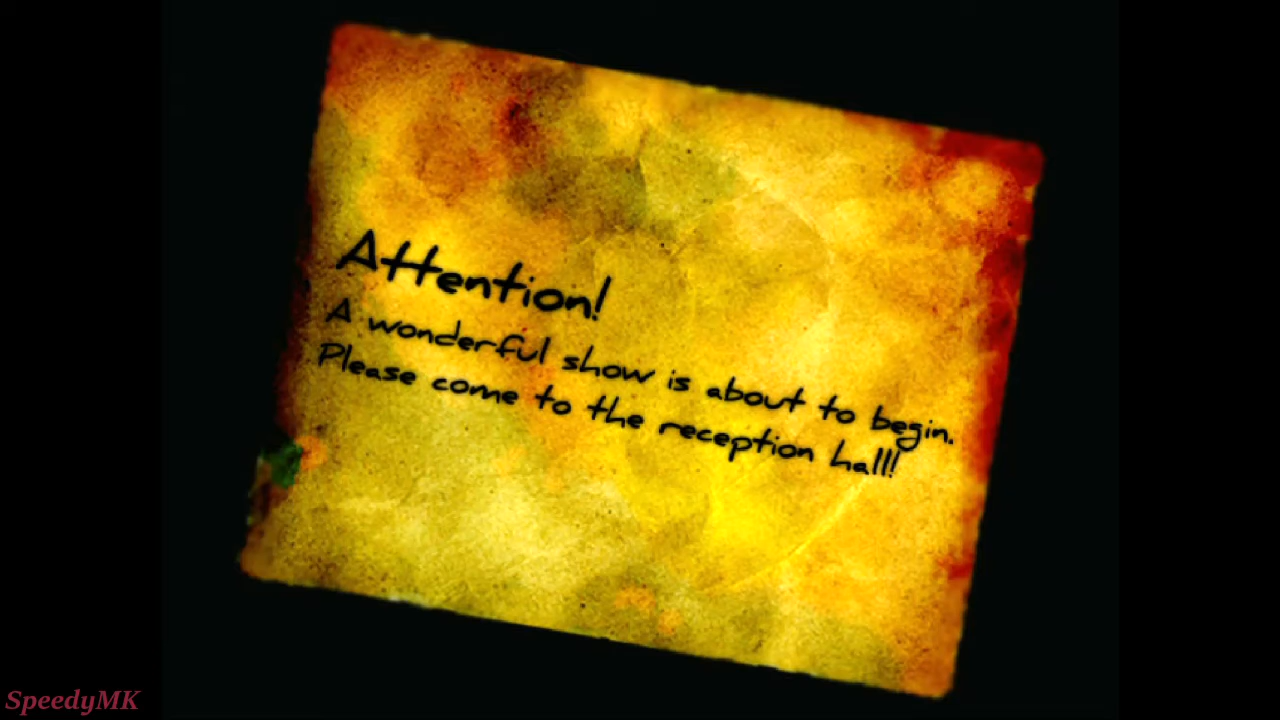 Attention!
A wonderful show is about to begin.
Please come to the reception hall!
SpeedyMK